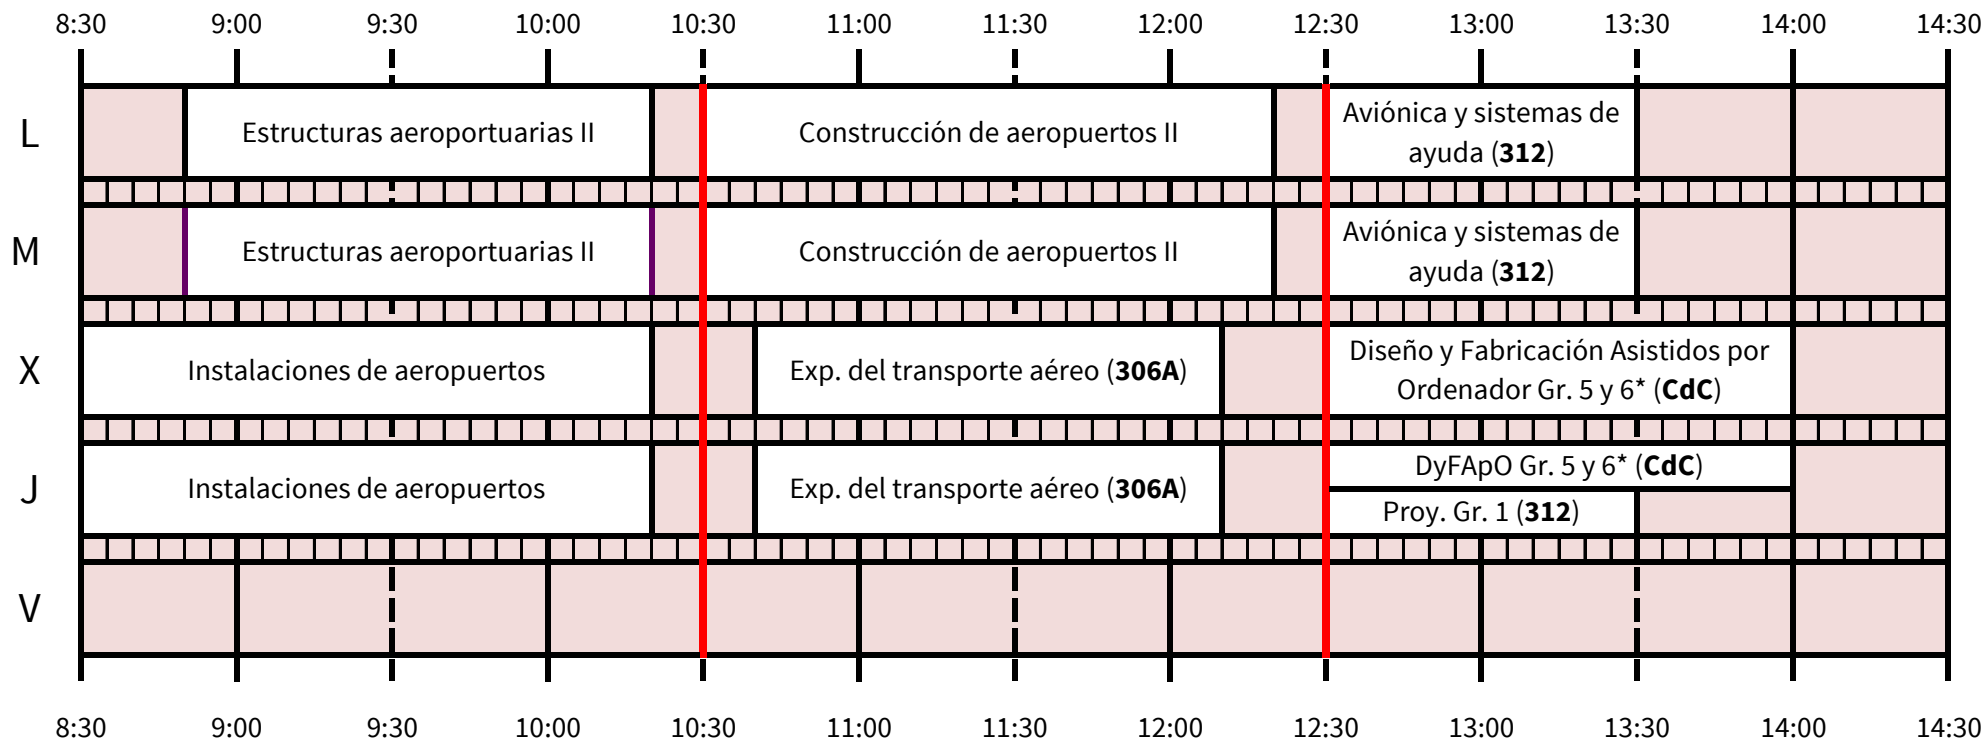 8:30 9:00 9:30 10:00 10:30 11:00 11:30 12:00 12:30 13:00 13:30 14:00 14:30
L
Estructuras aeroportuarias II
Construcción de aeropuertos II
Aviónica y sistemas de
ayuda (312)
M
Estructuras aeroportuarias II
Construcción de aeropuertos II
Aviónica y sistemas de
ayuda (312)
X
Instalaciones de aeropuertos
Exp. del transporte aéreo (306A)
Diseño y Fabricación Asistidos por
Ordenador Gr. 5 y 6* (CdC)
J
Instalaciones de aeropuertos
Exp. del transporte aéreo (306A)
DyFApO Gr. 5 y 6* (CdC)
Proy. Gr. 1 (312)
V
8:30 9:00 9:30 10:00 10:30 11:00 11:30 12:00 12:30 13:00 13:30 14:00 14:30